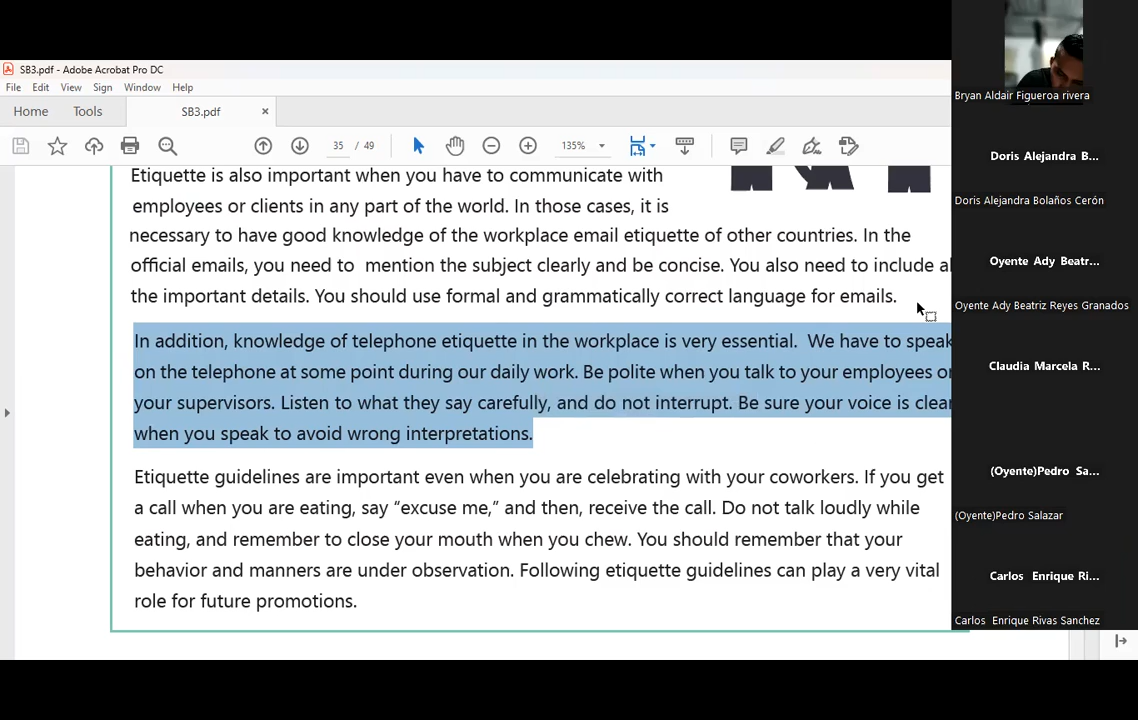 SB3.pdf - Adobe Acrobat Pro DC
File Edit View Sign Window Help
Home Tools SB3.pdf ×
35 / 49 135%
Etiquette is also important when you have to communicate with
employees or clients in any part of the world. In those cases, it is
necessary to have good knowledge of the workplace email etiquette of other countries. In the
official emails, you need to mention the subject clearly and be concise. You also need to include al
the important details. You should use formal and grammatically correct language for emails.
In addition, knowledge of telephone etiquette in the workplace is very essential. We have to speak
on the telephone at some point during our daily work. Be polite when you talk to your employees or
your supervisors. Listen to what they say carefully, and do not interrupt. Be sure your voice is clear
when you speak to avoid wrong interpretations.
Etiquette guidelines are important even when you are celebrating with your coworkers. If you get
a call when you are eating, say “excuse me,” and then, receive the call. Do not talk loudly while
eating, and remember to close your mouth when you chew. You should remember that your
behavior and manners are under observation. Following etiquette guidelines can play a very vital
role for future promotions.
Bryan Aldair Figueroa rivera
Doris Alejandra B...
Doris Alejandra Bolaños Cerón
Oyente Ady Beatr...
Oyente Ady Beatriz Reyes Granados
Claudia Marcela R...
(Oyente)Pedro Sa...
(Oyente)Pedro Salazar
Carlos Enrique Ri...
Carlos Enrique Rivas Sanchez